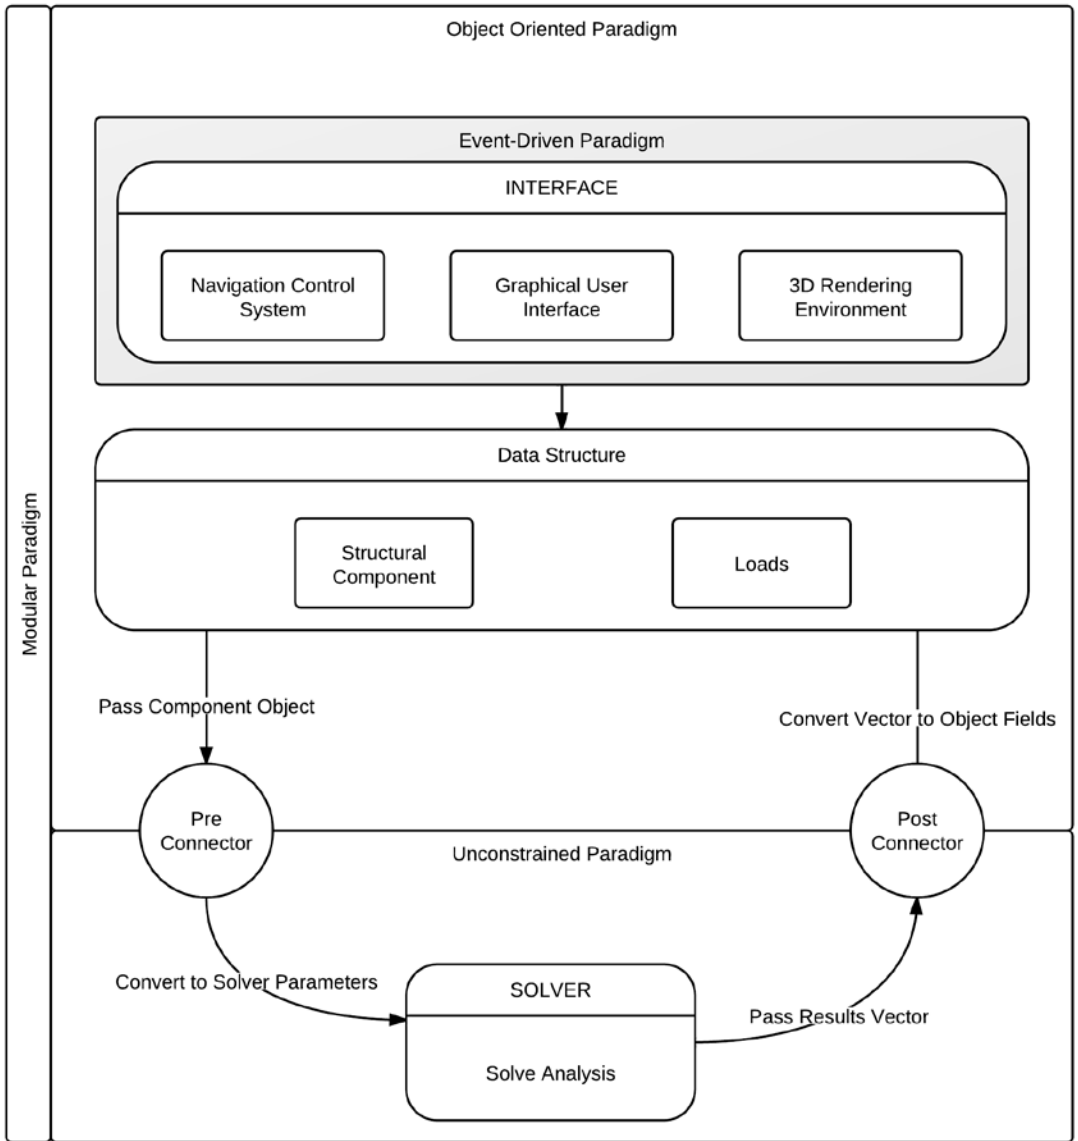 Object Oriented Paradigm
Event-Driven Paradigm
INTERFACE
Navigation Control
System
Graphical User
Interface
3D Rendering
Environment
Data Structure
Structural
Component
Loads
Modular Paradigm
Pass Component Object
Convert Vector to Object Fields
Pre
Connector
Post
Connector
Unconstrained Paradigm
Convert to Solver Parameters
SOLVER
Solve Analysis
Pass Results Vector